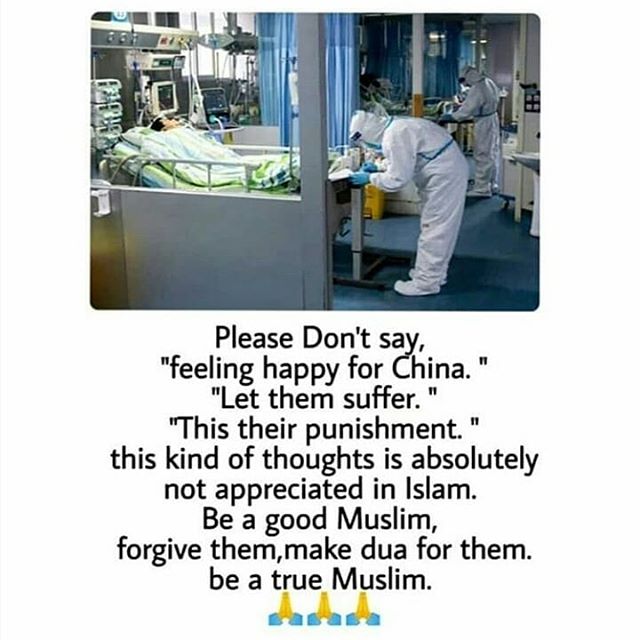 Please Don't say,
"feeling happy for China. "
"Let them suffer. "
"This their punishment. "
this kind of thoughts is absolutely
not appreciated in Islam.
Be a good Muslim,
forgive them,make dua for them.
be a true Muslim.
🙏🙏🙏